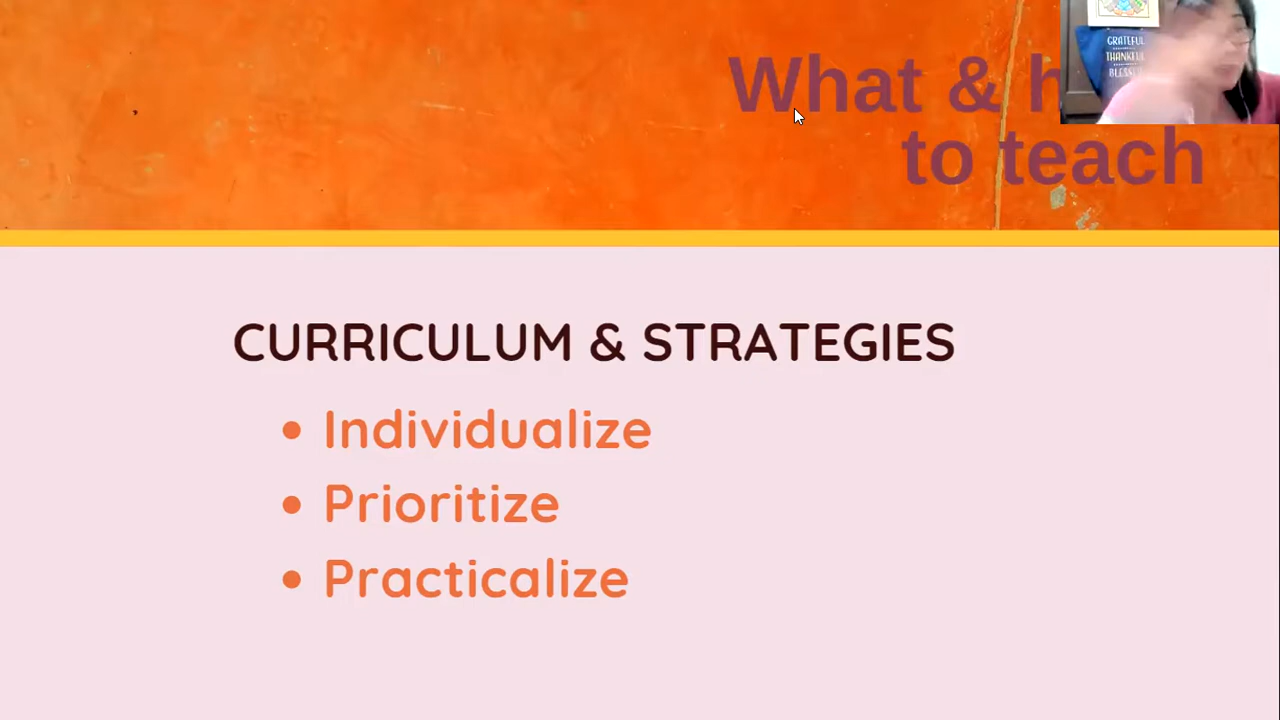 What &
to teach
GRATEFUL
THANKFUL
CURRICULUM & STRATEGIES
• Individualize
• Prioritize
• Practicalize